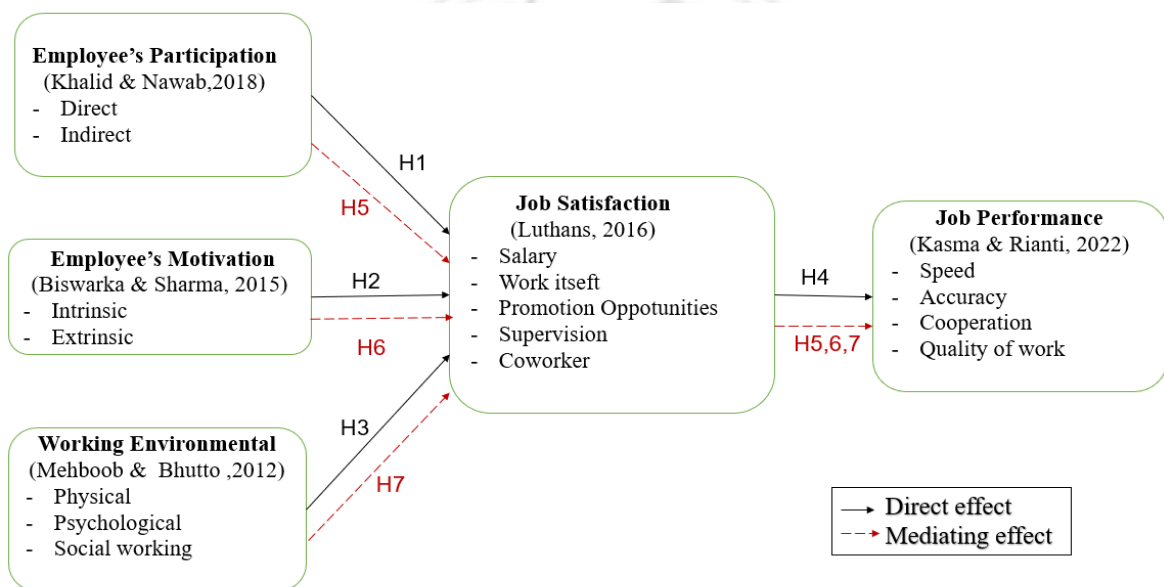 Employee's Participation
(Khalid & Nawab,2018)
- Direct
- Indirect
H1
H5
Employee's Motivation
(Biswarka & Sharma, 2015)
- Intrinsic
- Extrinsic
H2
H6
Working Environmental
(Mehboob & Bhutto ,2012)
- Physical
- Psychological
- Social working
H3
H7
Job Satisfaction
(Luthans, 2016)
- Salary
- Work itseft
- Promotion Oppotunities
- Supervision
- Coworker
H4
H5,6,7
Job Performance
(Kasma & Rianti, 2022)
- Speed
- Accuracy
- Cooperation
- Quality of work
Direct effect
Mediating effect